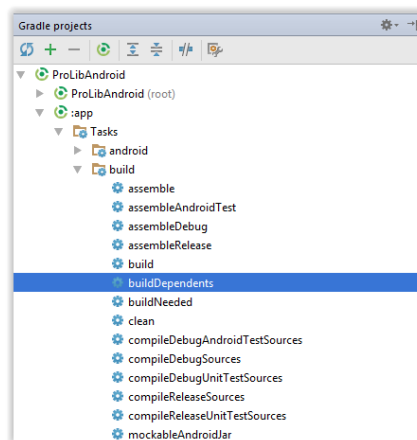 Gradle projects
ProLibAndroid
ProLibAndroid (root)
:app
Tasks
android
build
assemble
assembleAndroidTest
assembleDebug
assembleRelease
build
buildDependents
buildNeeded
clean
compileDebugAndroidTestSources
compileDebugSources
compileDebugUnitTestSources
compileReleaseSources
compileReleaseUnitTestSources
mockableAndroidJar